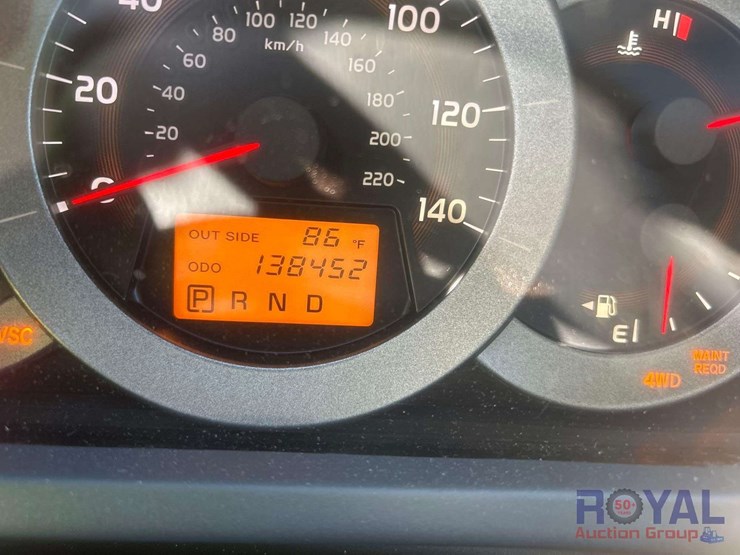 40 100
20 120
0 140
20 40 60 80 100 120 140 160 180 200 220
km/h
OUT SIDE 86 °F
ODO 138452
P R N D
H
E
VSC
4WD
MAINT
REQD
ROYAL
50+
Auction Group